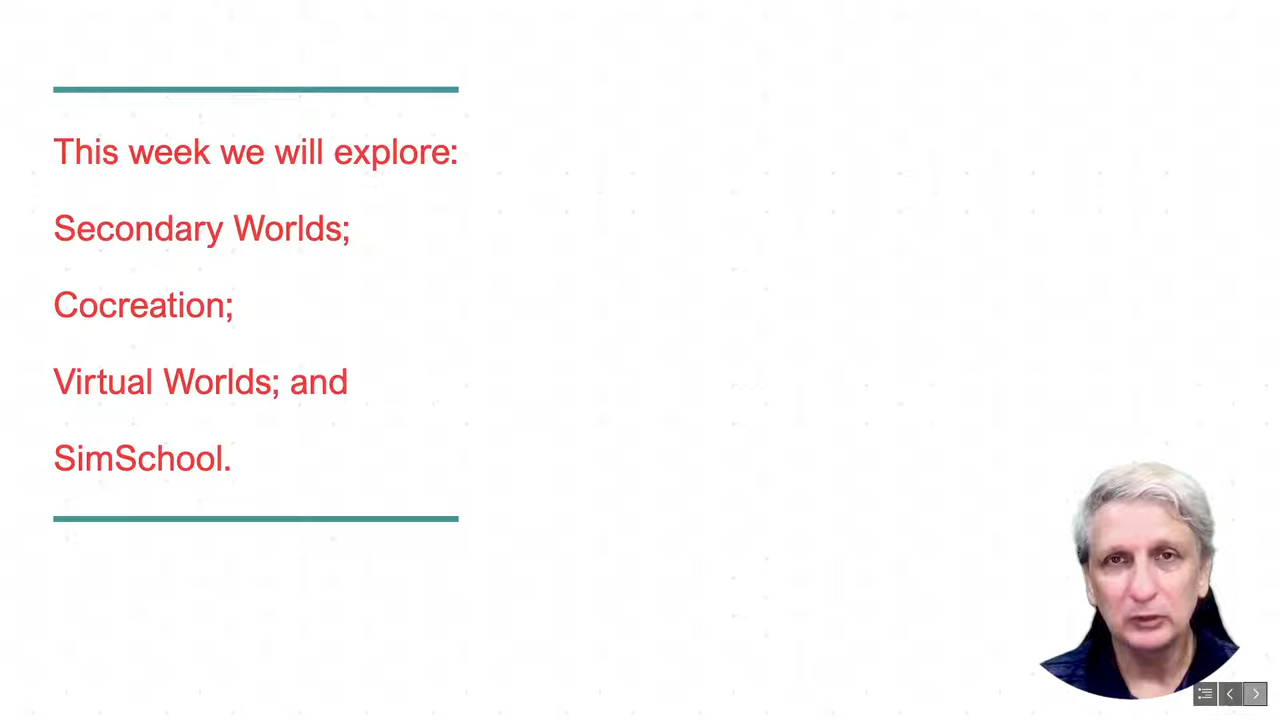 This week we will explore:
Secondary Worlds;
Cocreation;
Virtual Worlds; and
SimSchool.